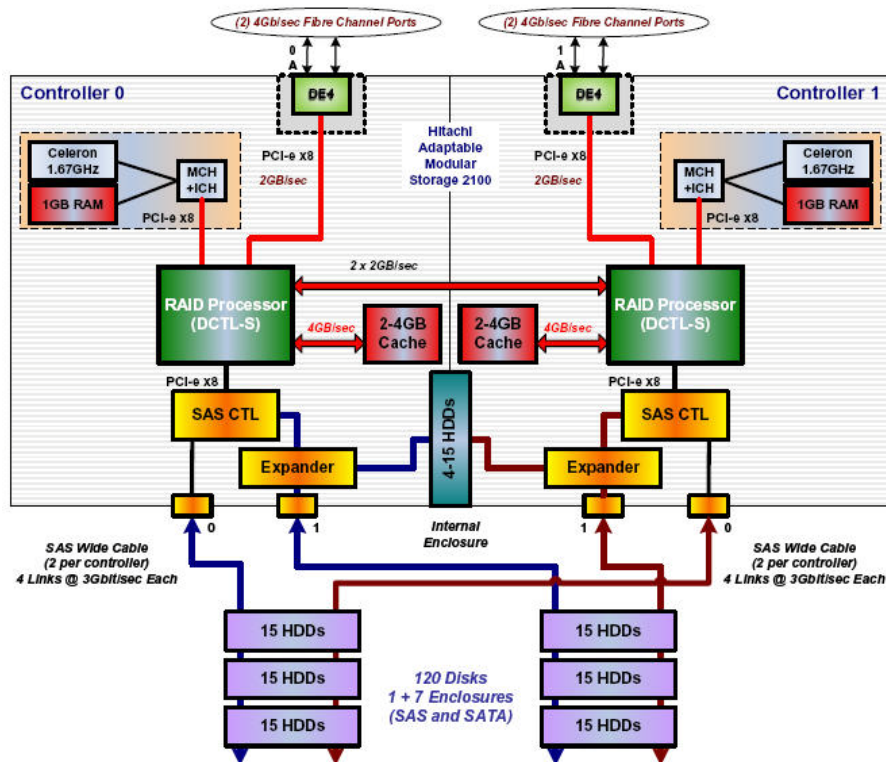 (2) 4Gb/sec Fibre Channel Ports
(2) 4Gb/sec Fibre Channel Ports
0
A
1
A
Controller 0
DE4
Hitachi
Adaptable
Modular
Storage 2100
DE4
Controller 1
Celeron
1.67GHz
1GB RAM
MCH
+ICH
PCI-e x8
PCI-e x8
2GB/sec
PCI-e x8
2GB/sec
MCH
+ICH
PCI-e x8
Celeron
1.67GHz
1GB RAM
RAID Processor
(DCTL-S)
2 x 2GB/sec
RAID Processor
(DCTL-S)
4GB/sec
2-4GB
Cache
2-4GB
Cache
4GB/sec
PCI-e x8
PCI-e x8
SAS CTL
Expander
4-15 HDDs
SAS CTL
Expander
0
1
Internal
Enclosure
1
0
SAS Wide Cable
(2 per controller)
4 Links @ 3Gbit/sec Each
SAS Wide Cable
(2 per controller)
4 Links @ 3Gbit/sec Each
15 HDDs
15 HDDs
15 HDDs
120 Disks
1 + 7 Enclosures
(SAS and SATA)
15 HDDs
15 HDDs
15 HDDs